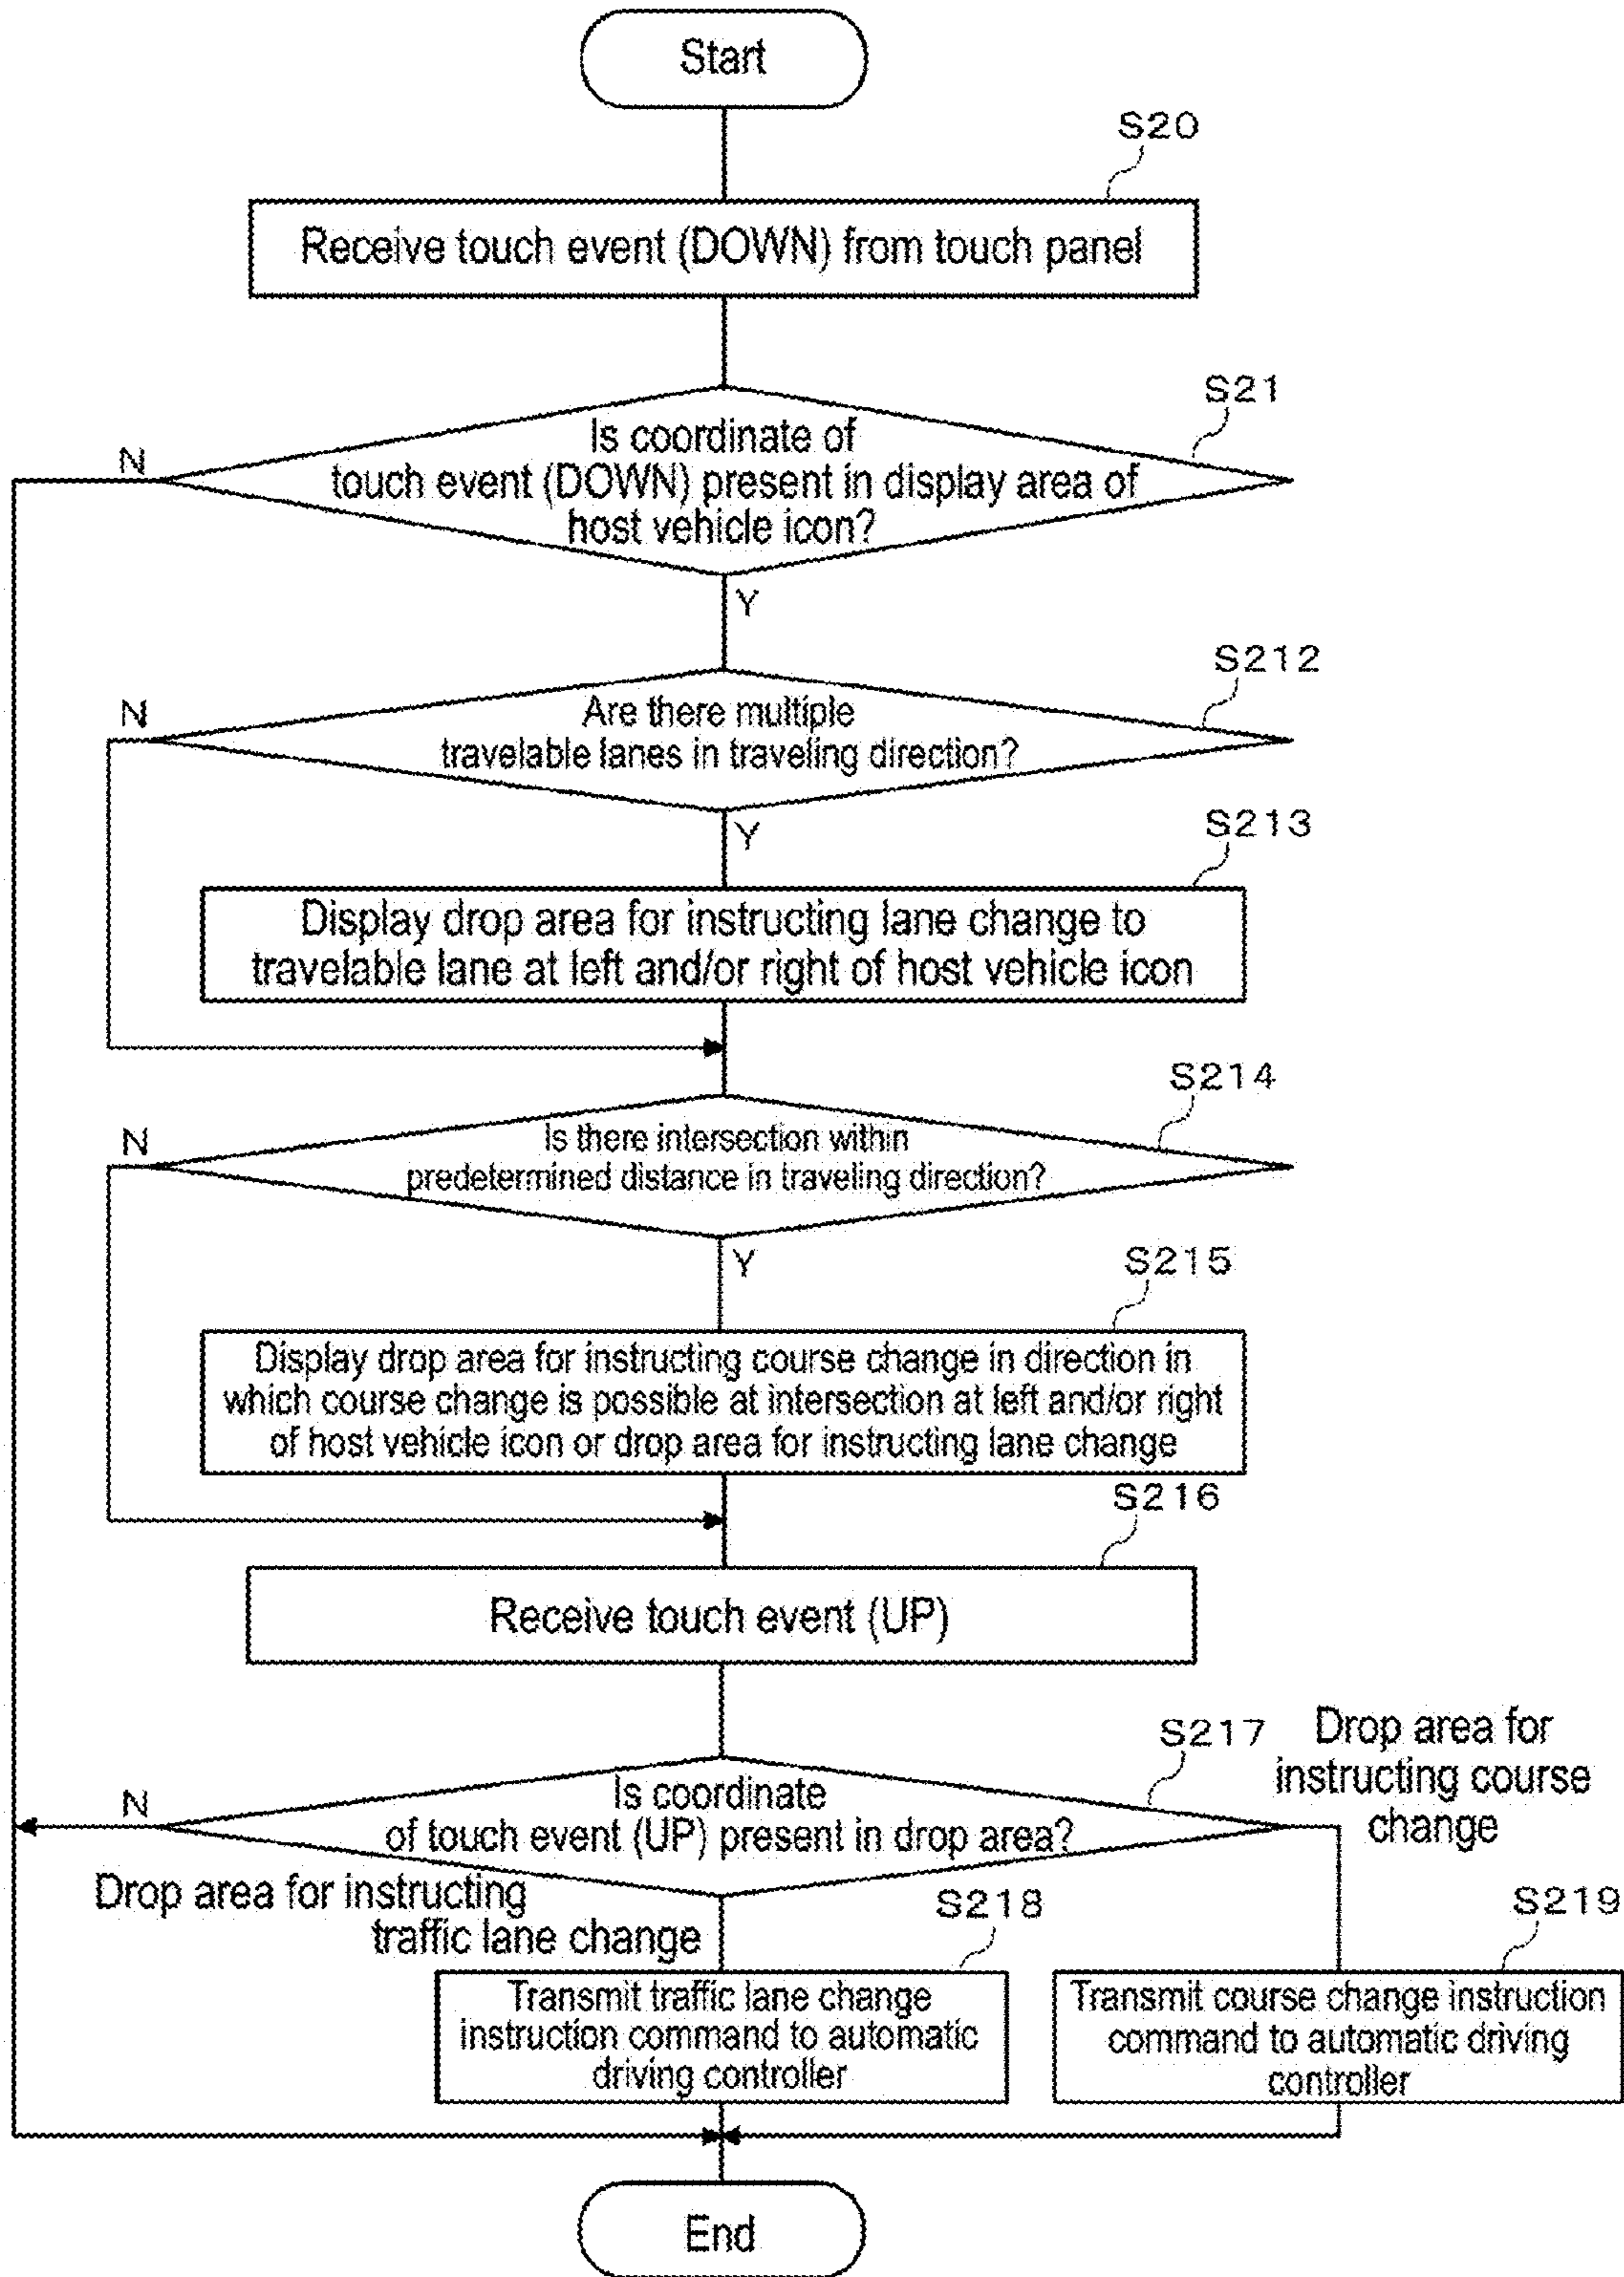 Start
S20
Receive touch event (DOWN) from touch panel
S21
Is coordinate of
touch event (DOWN) present in display area of
host vehicle icon?
N
Y
S212
Are there multiple
travelable lanes in traveling direction?
N
Y
S213
Display drop area for instructing lane change to
travelable lane at left and/or right of host vehicle icon
S214
Is there intersection within
predetermined distance in traveling direction?
N
Y
S215
Display drop area for instructing course change in direction in
which course change is possible at intersection at left and/or right
of host vehicle icon or drop area for instructing lane change
S216
Receive touch event (UP)
S217
Is coordinate
of touch event (UP) present in drop area?
N
Drop area for
instructing course
change
Drop area for instructing
traffic lane change
S218
Transmit traffic lane change
instruction command to automatic
driving controller
S219
Transmit course change instruction
command to automatic driving
controller
End